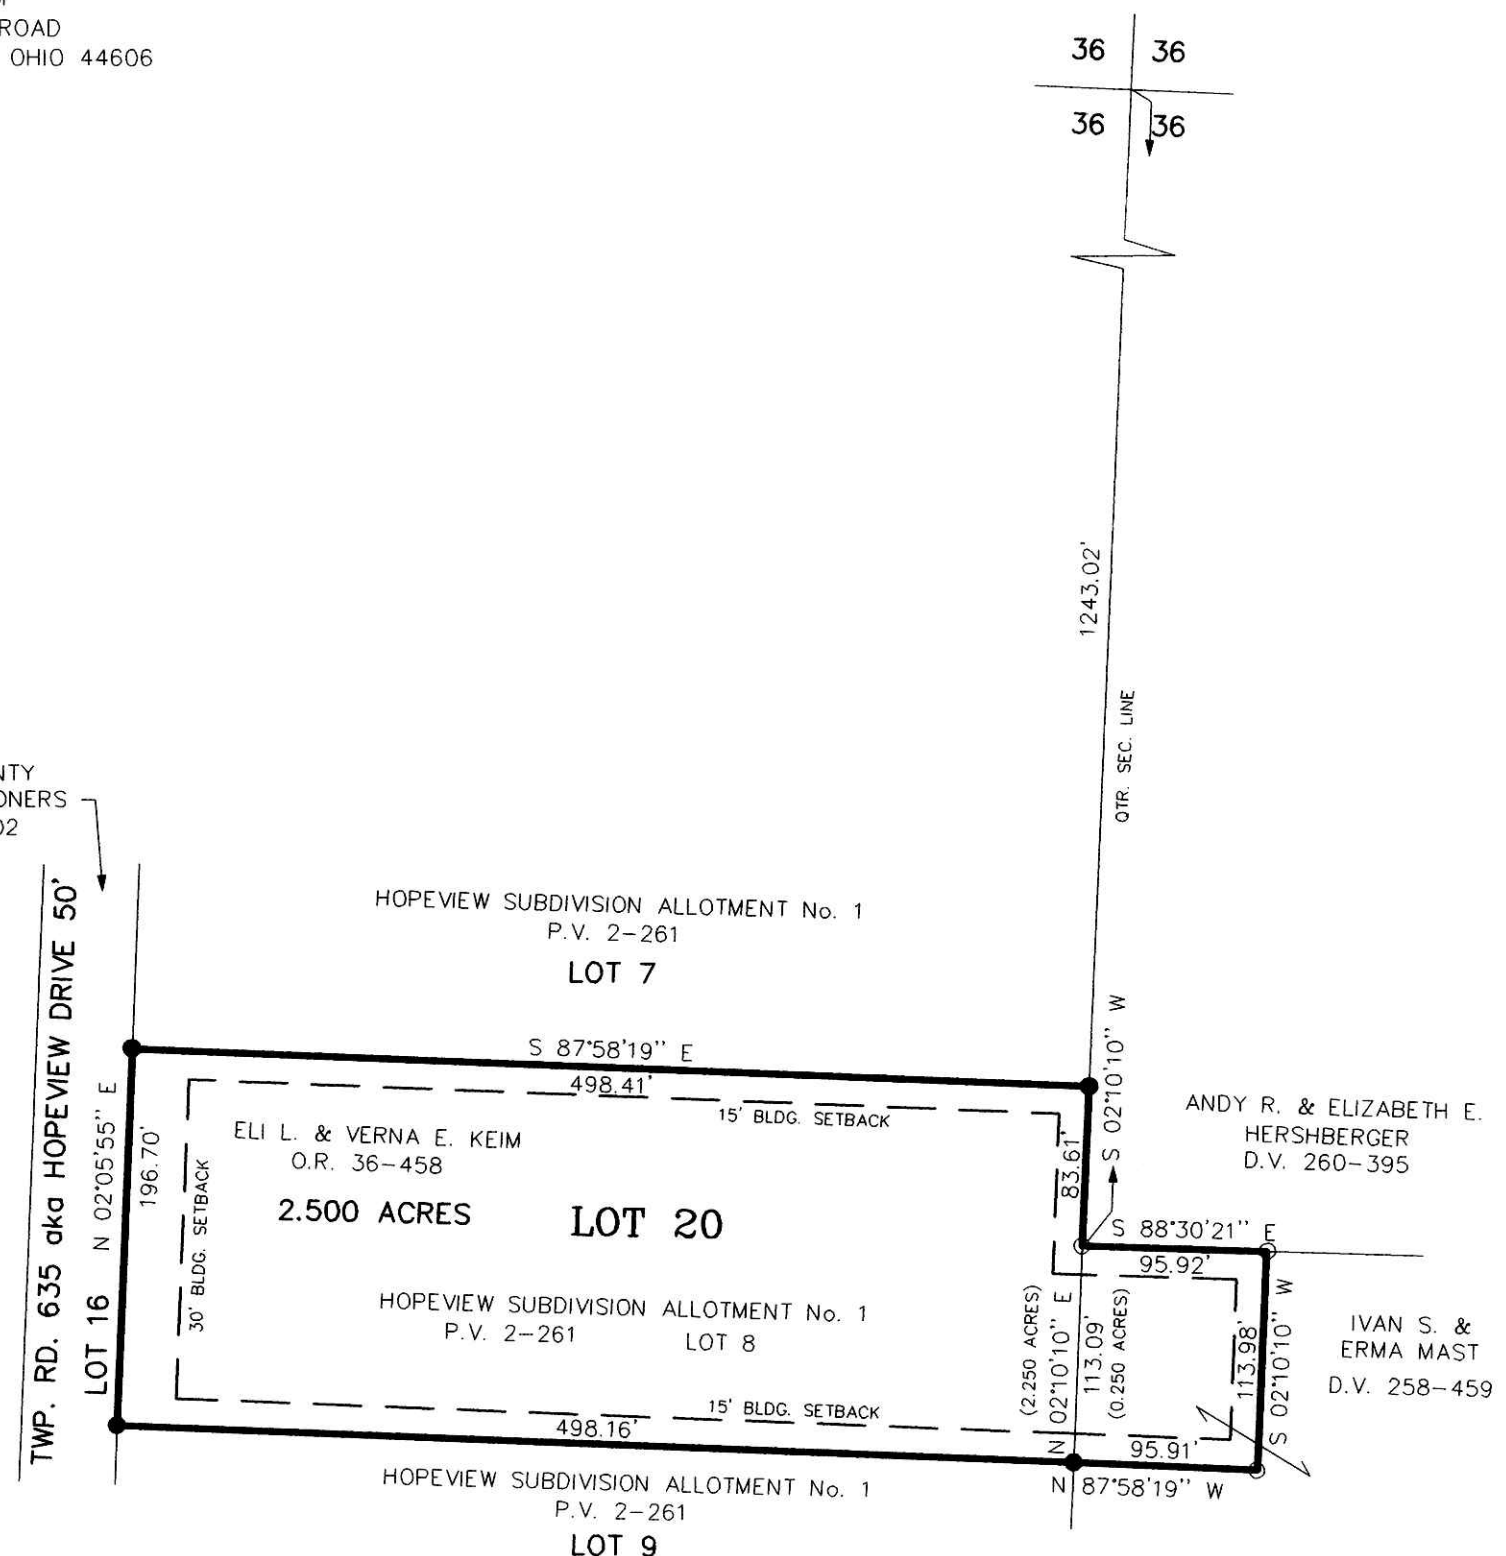 ROAD
OHIO 44606
36 36
36 36
1243.02'
QTR. SEC. LINE
02
TWP. RD. 635 aka HOPEVIEW DRIVE 50'
LOT 16
N 02°05'55" E
196.70'
HOPEVIEW SUBDIVISION ALLOTMENT No. 1
P.V. 2-261
LOT 7
S 87°58'19" E
498.41'
15' BLDG. SETBACK
30' BLDG. SETBACK
ELI L. & VERNA E. KEIM
O.R. 36-458
2.500 ACRES
LOT 20
HOPEVIEW SUBDIVISION ALLOTMENT No. 1
P.V. 2-261 LOT 8
15' BLDG. SETBACK
498.16'
83.61'
S 02°10'10" W
ANDY R. & ELIZABETH E.
HERSHBERGER
D.V. 260-395
S 88°30'21" E
95.92'
(2.250 ACRES)
N 02°10'10" E
113.09'
(0.250 ACRES)
113.98'
S 02°10'10" W
IVAN S. &
ERMA MAST
D.V. 258-459
95.91'
N 87°58'19" W
HOPEVIEW SUBDIVISION ALLOTMENT No. 1
P.V. 2-261
LOT 9